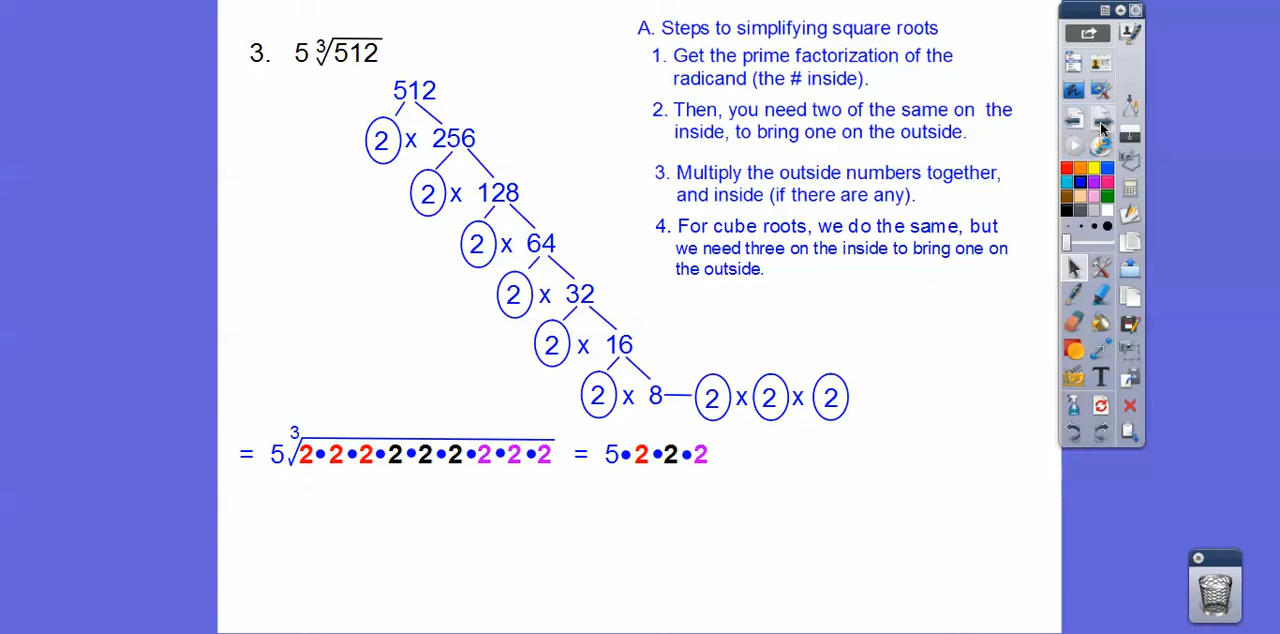 A. Steps to simplifying square roots
3. 5 ∛512
1. Get the prime factorization of the
radicand (the # inside).
512
2. Then, you need two of the same on the
inside, to bring one on the outside.
2 x 256
3. Multiply the outside numbers together,
and inside (if there are any).
2 x 128
4. For cube roots, we do the same, but
we need three on the inside to bring one on
the outside.
2 x 64
2 x 32
2 x 16
2 x 8 — 2 x 2 x 2
= 5 ∛2•2•2•2•2•2•2•2•2 = 5•2•2•2
T